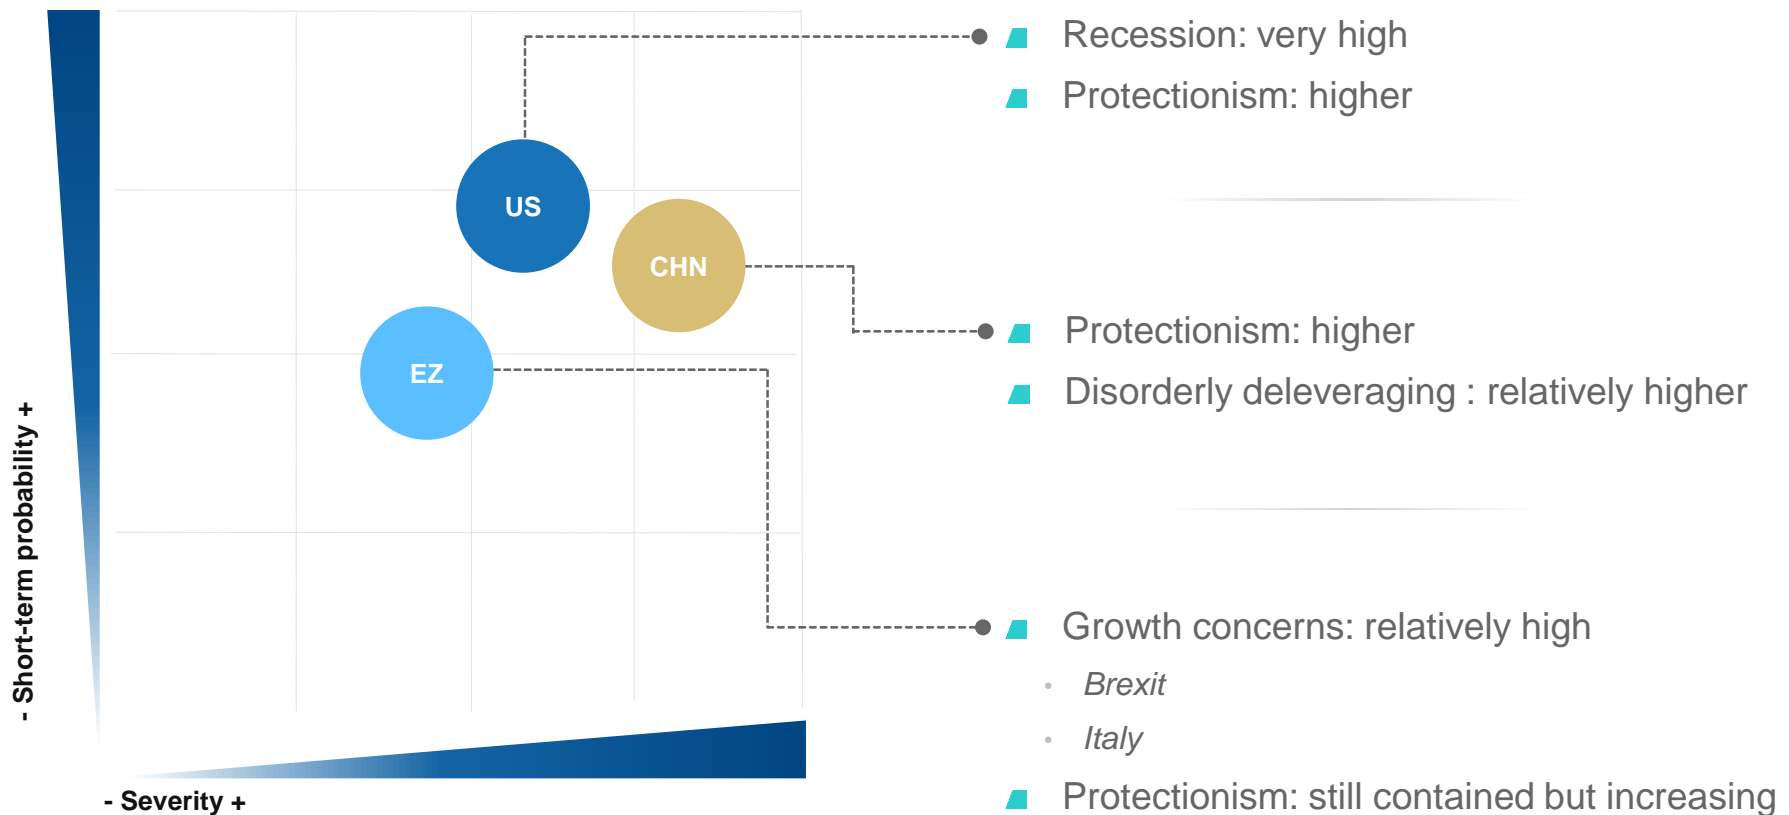 Recession: very high
Protectionism: higher
US
CHN
EZ
Protectionism: higher
Disorderly deleveraging : relatively higher
- Short-term probability +
Growth concerns: relatively high
Brexit
Italy
Protectionism: still contained but increasing
- Severity +